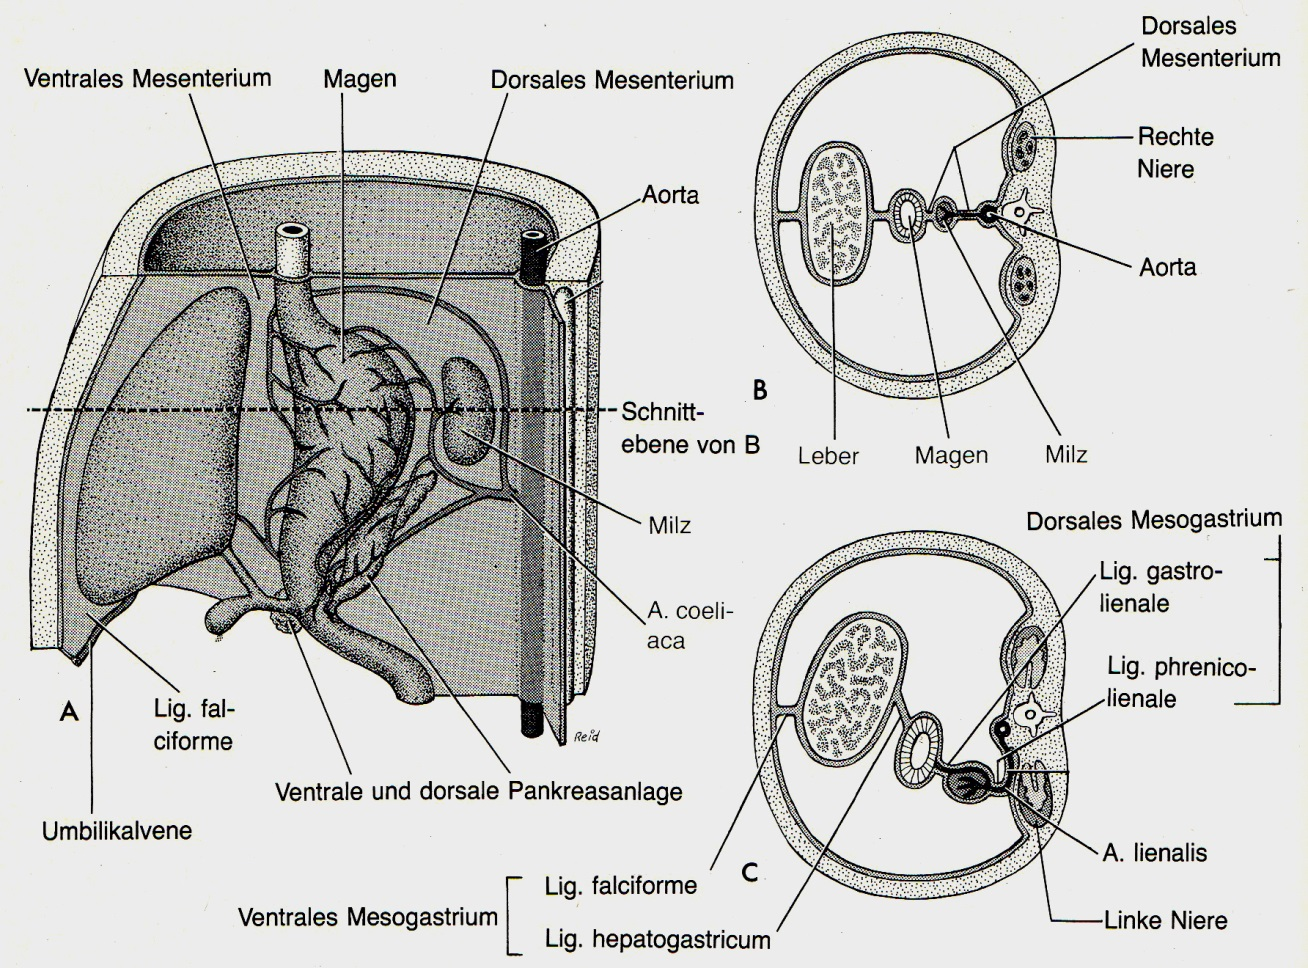 Ventrales Mesenterium
Magen
Dorsales Mesenterium
Aorta
Schnitt-
ebene von B
Milz
A. coeli-
aca
A
Lig. fal-
ciforme
Reid
Ventrale und dorsale Pankreasanlage
Umbilikalvene
Dorsales
Mesenterium
Rechte
Niere
Aorta
B
Leber
Magen
Milz
Dorsales Mesogastrium
Lig. gastro-
lienale
Lig. phrenico-
lienale
A. lienalis
Linke Niere
C
Ventrales Mesogastrium
Lig. falciforme
Lig. hepatogastricum